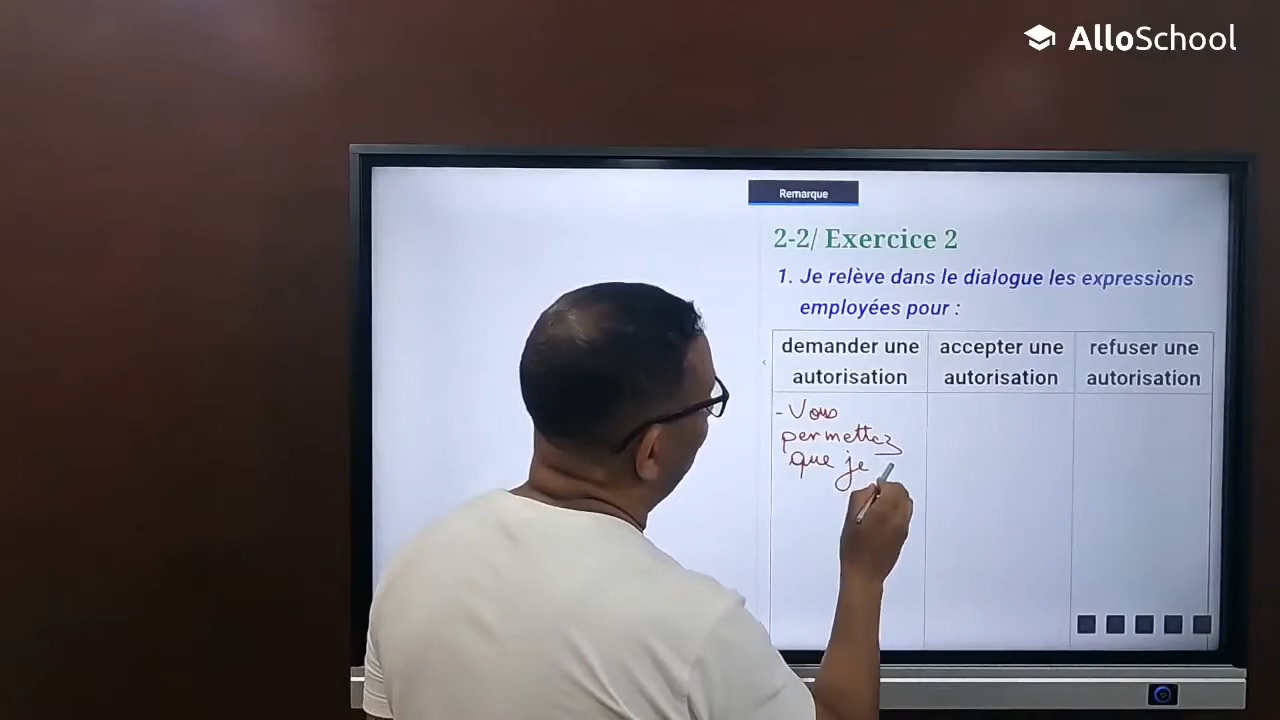 AlloSchool
Remarque
2-2/ Exercice 2
1. Je relève dans le dialogue les expressions
employées pour :
demander une
autorisation
accepter une
autorisation
refuser une
autorisation
- Vous
permettez
que je